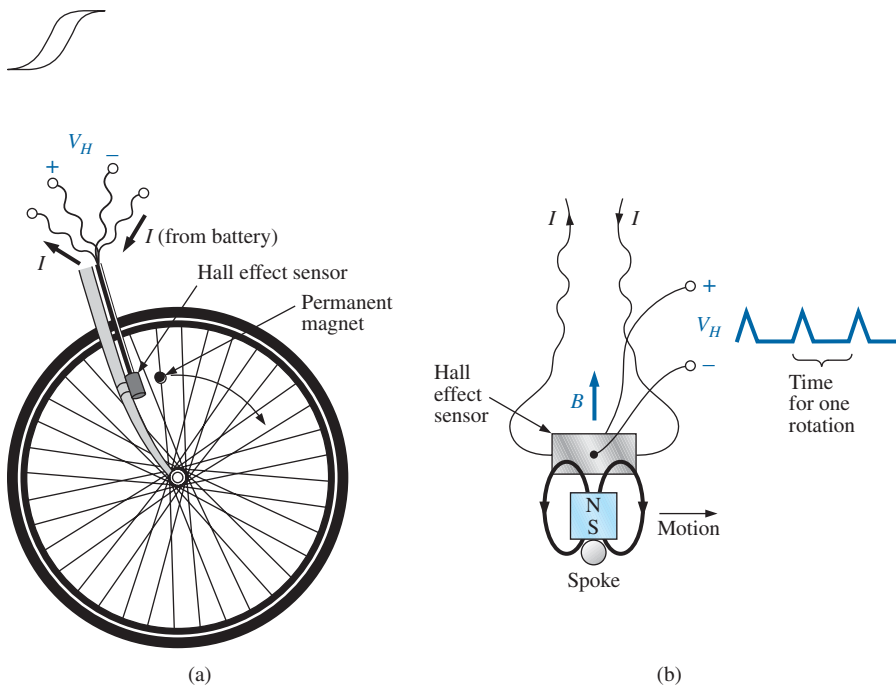 V_H
+
−
I (from battery)
I
Hall effect sensor
Permanent
magnet
(a)
I
I
+
V_H
−
Hall
effect
sensor
B
N
S
Motion
Spoke
Time
for one
rotation
(b)